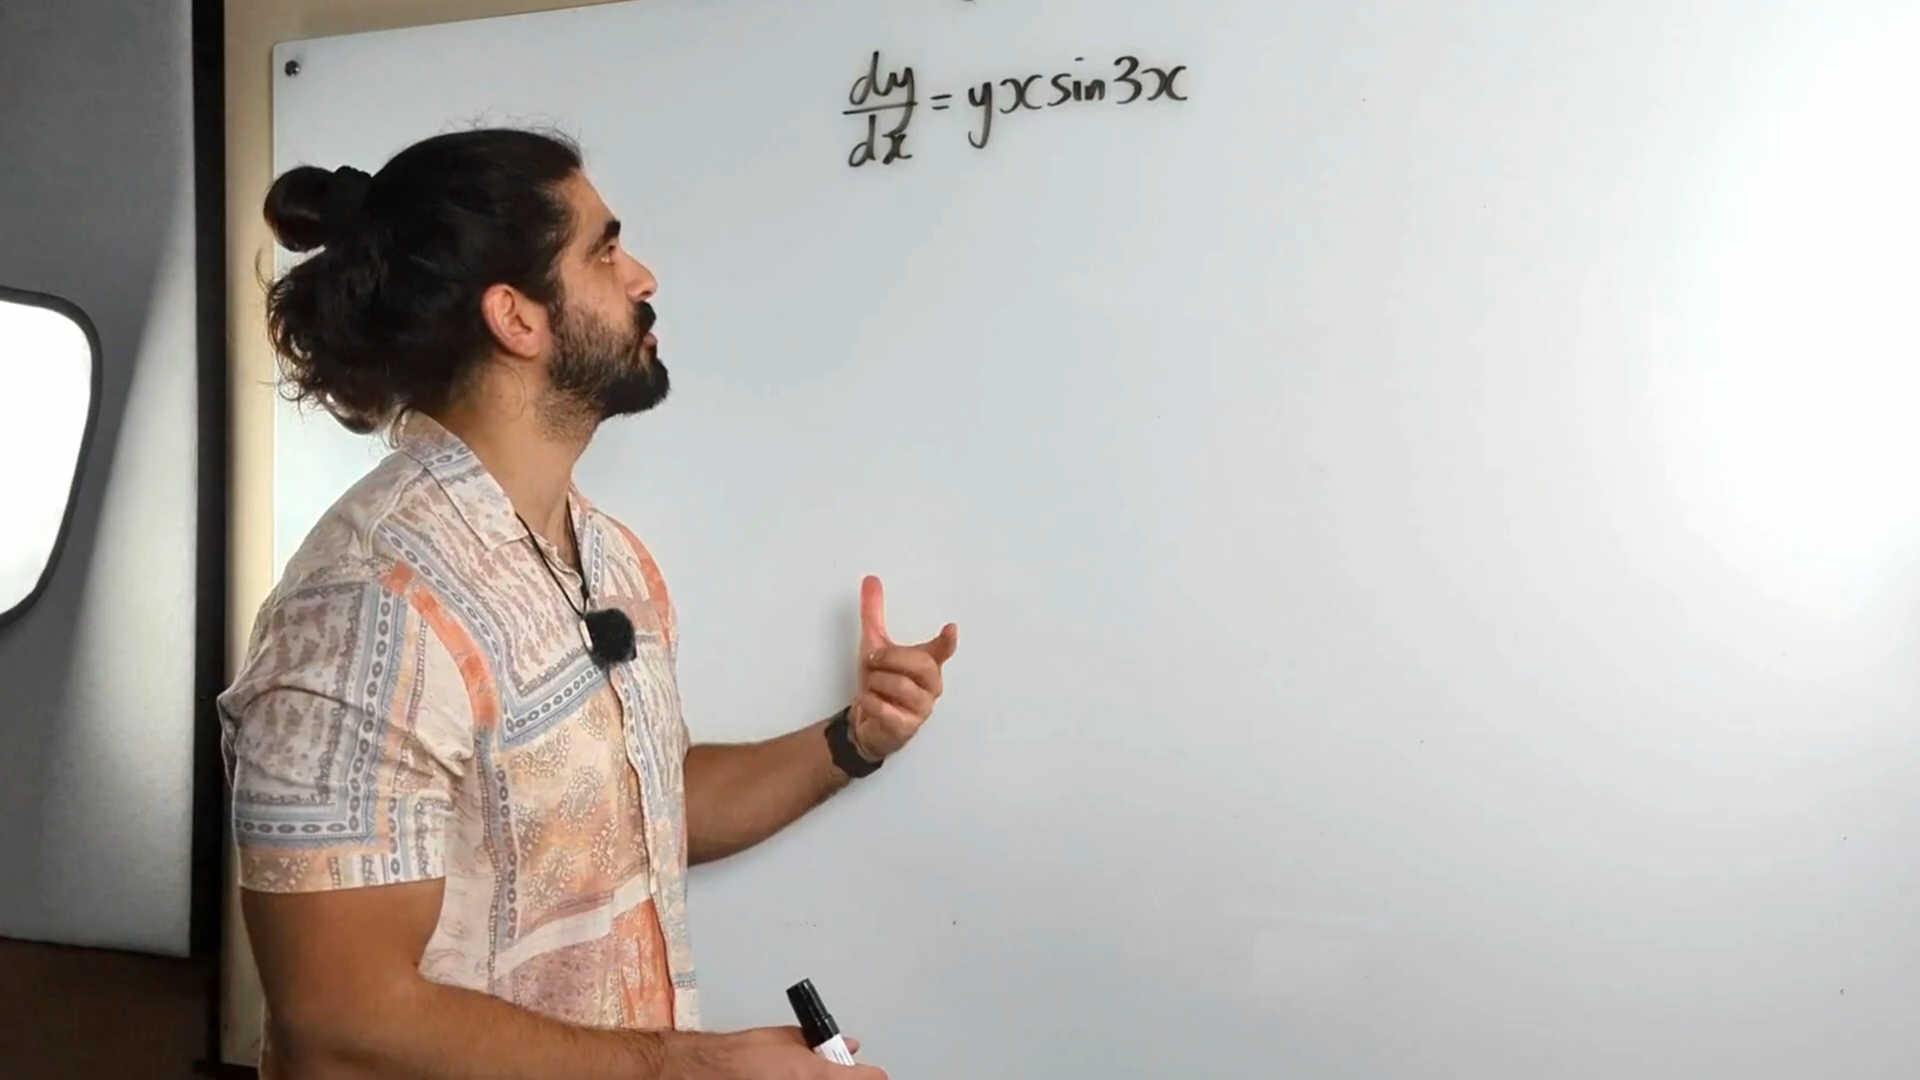 dy/dx = yx sin 3x